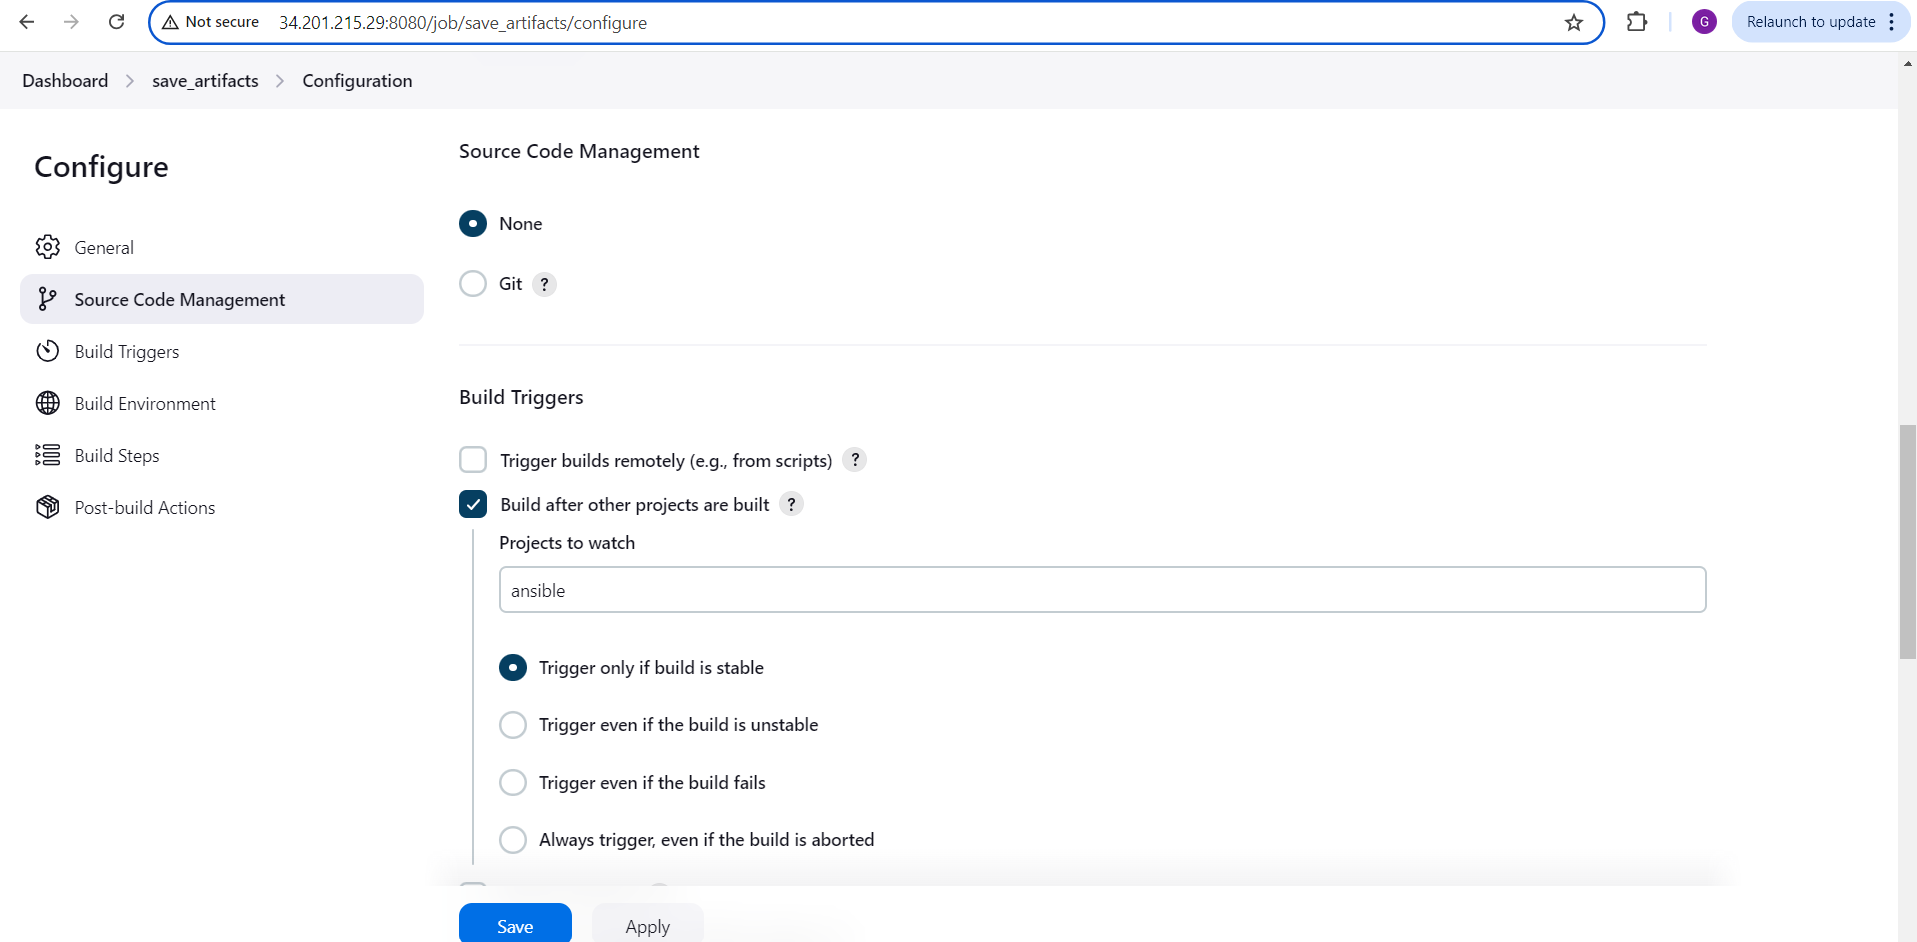 Not secure 34.201.215.29:8080/job/save_artifacts/configure G Relaunch to update
Dashboard save_artifacts Configuration
Configure
General
Source Code Management
Build Triggers
Build Environment
Build Steps
Post-build Actions
Source Code Management
None
Git ?
Build Triggers
Trigger builds remotely (e.g., from scripts) ?
Build after other projects are built ?
Projects to watch
ansible
Trigger only if build is stable
Trigger even if the build is unstable
Trigger even if the build fails
Always trigger, even if the build is aborted
Save Apply